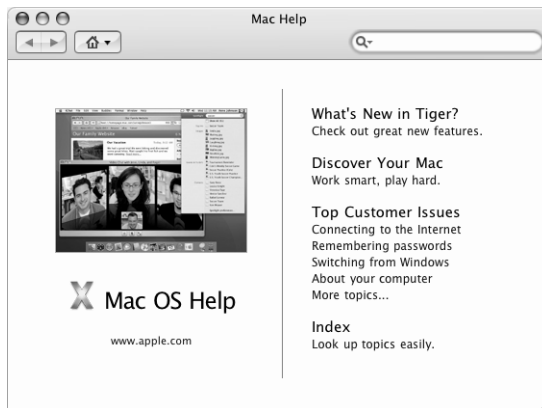 Mac Help
Mac OS Help
www.apple.com
What's New in Tiger?
Check out great new features.
Discover Your Mac
Work smart, play hard.
Top Customer Issues
Connecting to the Internet
Remembering passwords
Switching from Windows
About your computer
More topics...
Index
Look up topics easily.